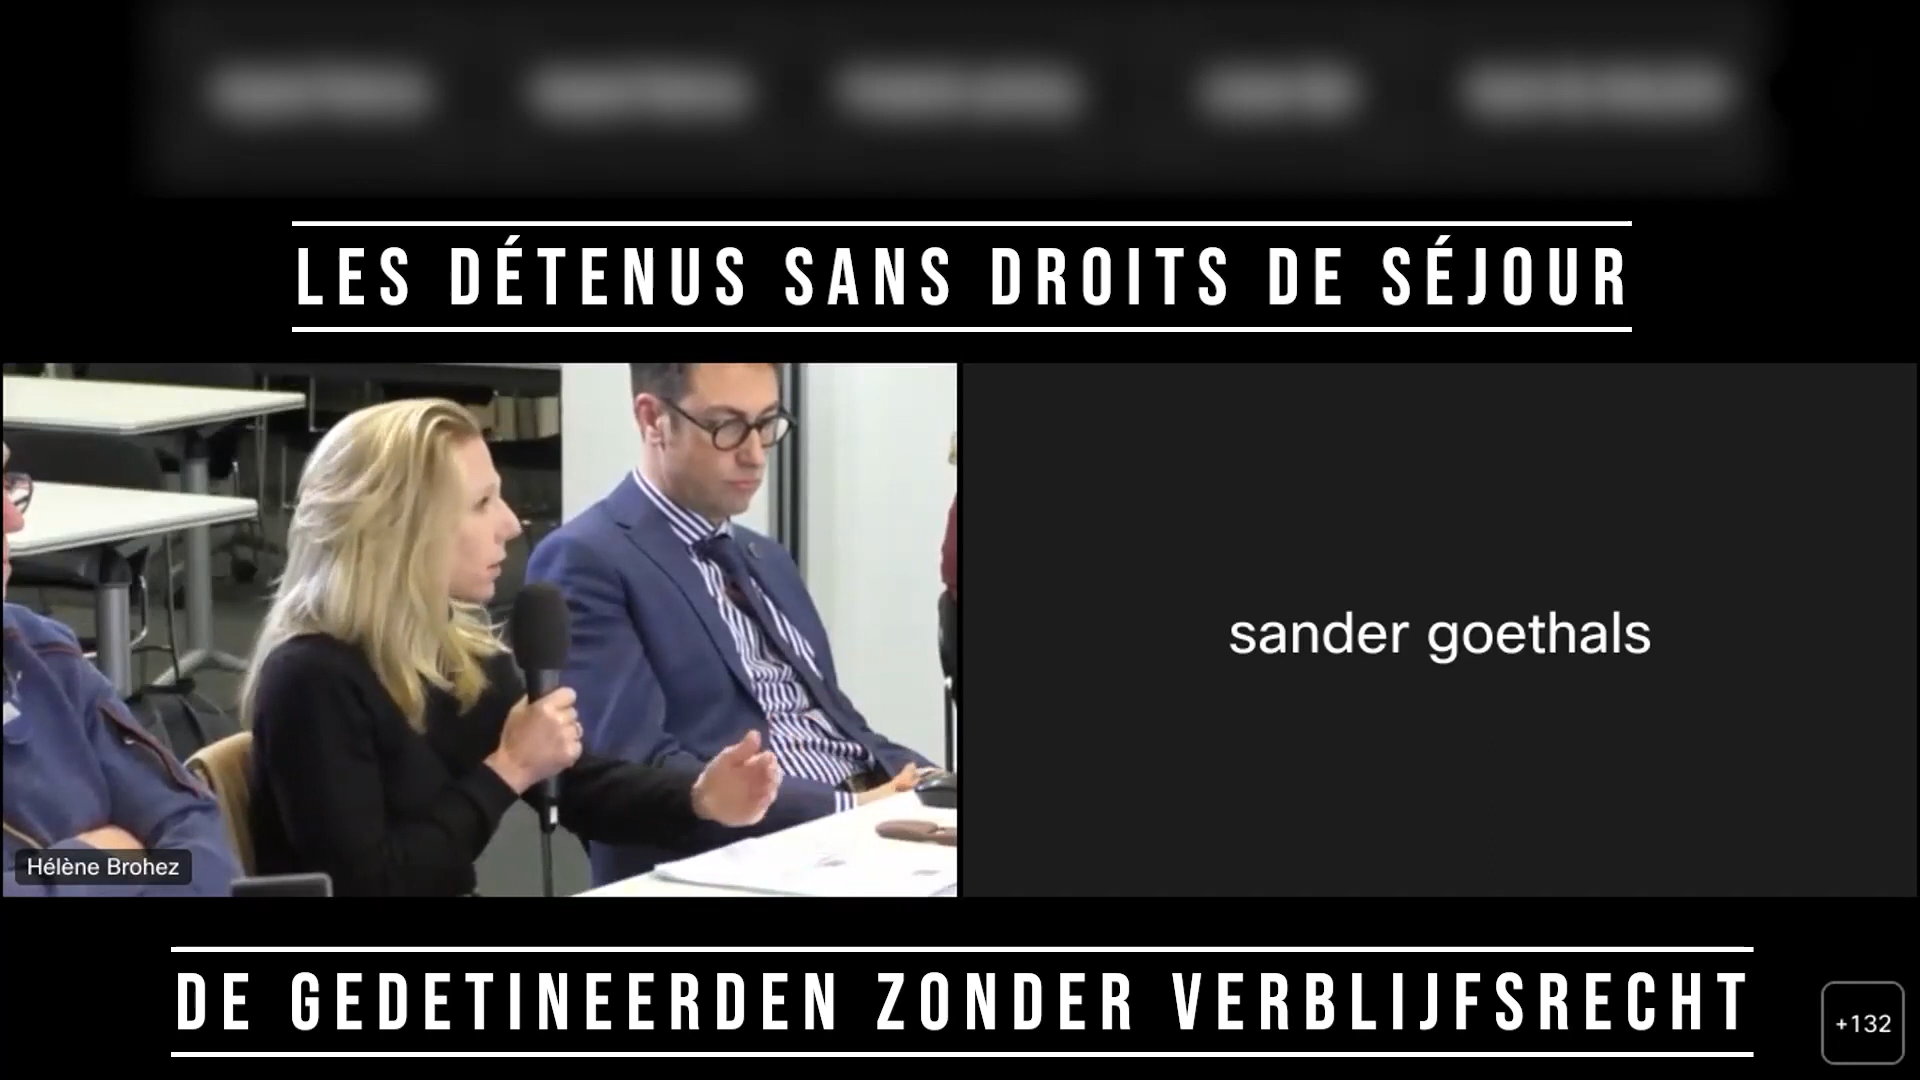 LES DÉTENUS SANS DROITS DE SÉJOUR
sander goethals
Hélène Brohez
DE GEDETINEERDEN ZONDER VERBLIJFSRECHT
+132